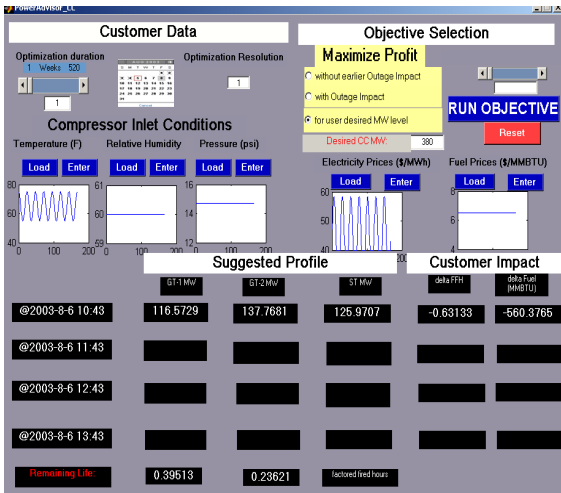 PowerAdvisor_CC
Customer Data
Objective Selection
Optimization duration
1 Weeks 520
1
Optimization Resolution
1
Maximize Profit
without earlier Outage Impact
with Outage Impact
for user desired MW level
Desired CC MW:
380
RUN OBJECTIVE
Reset
Compressor Inlet Conditions
Temperature (F)
Relative Humidity
Pressure (psi)
Load
Enter
Load
Enter
Load
Enter
80
60
40
0
100
200
61
60
59
0
100
200
16
14
12
0
100
200
Electricity Prices ($/MWh)
Fuel Prices ($/MMBTU)
Load
Enter
Load
Enter
60
50
40
0
100
200
8
6
4
Suggested Profile
Customer Impact
GT-1 MW
GT-2 MW
ST MW
delta FFH
delta Fuel
(MMBTU)
@2003-8-6 10:43
116.5729
137.7681
125.9707
-0.63133
-560.3765
@2003-8-6 11:43
@2003-8-6 12:43
@2003-8-6 13:43
Remaining Life:
0.39513
0.23621
factored fired hours